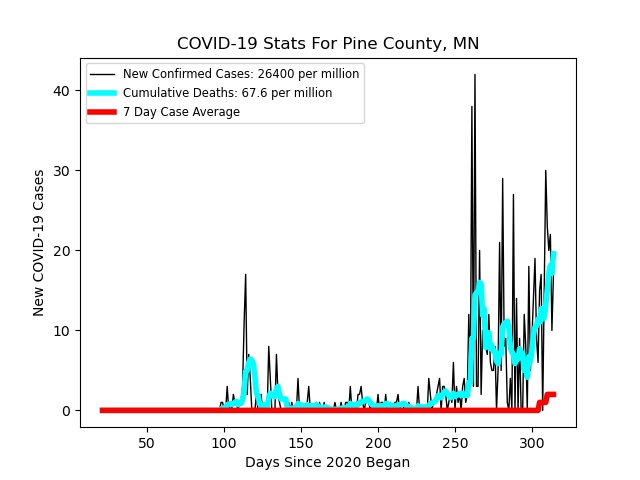 COVID-19 Stats For Pine County, MN
New Confirmed Cases: 26400 per million
Cumulative Deaths: 67.6 per million
7 Day Case Average
New COVID-19 Cases
40
30
20
10
0
50 100 150 200 250 300
Days Since 2020 Began